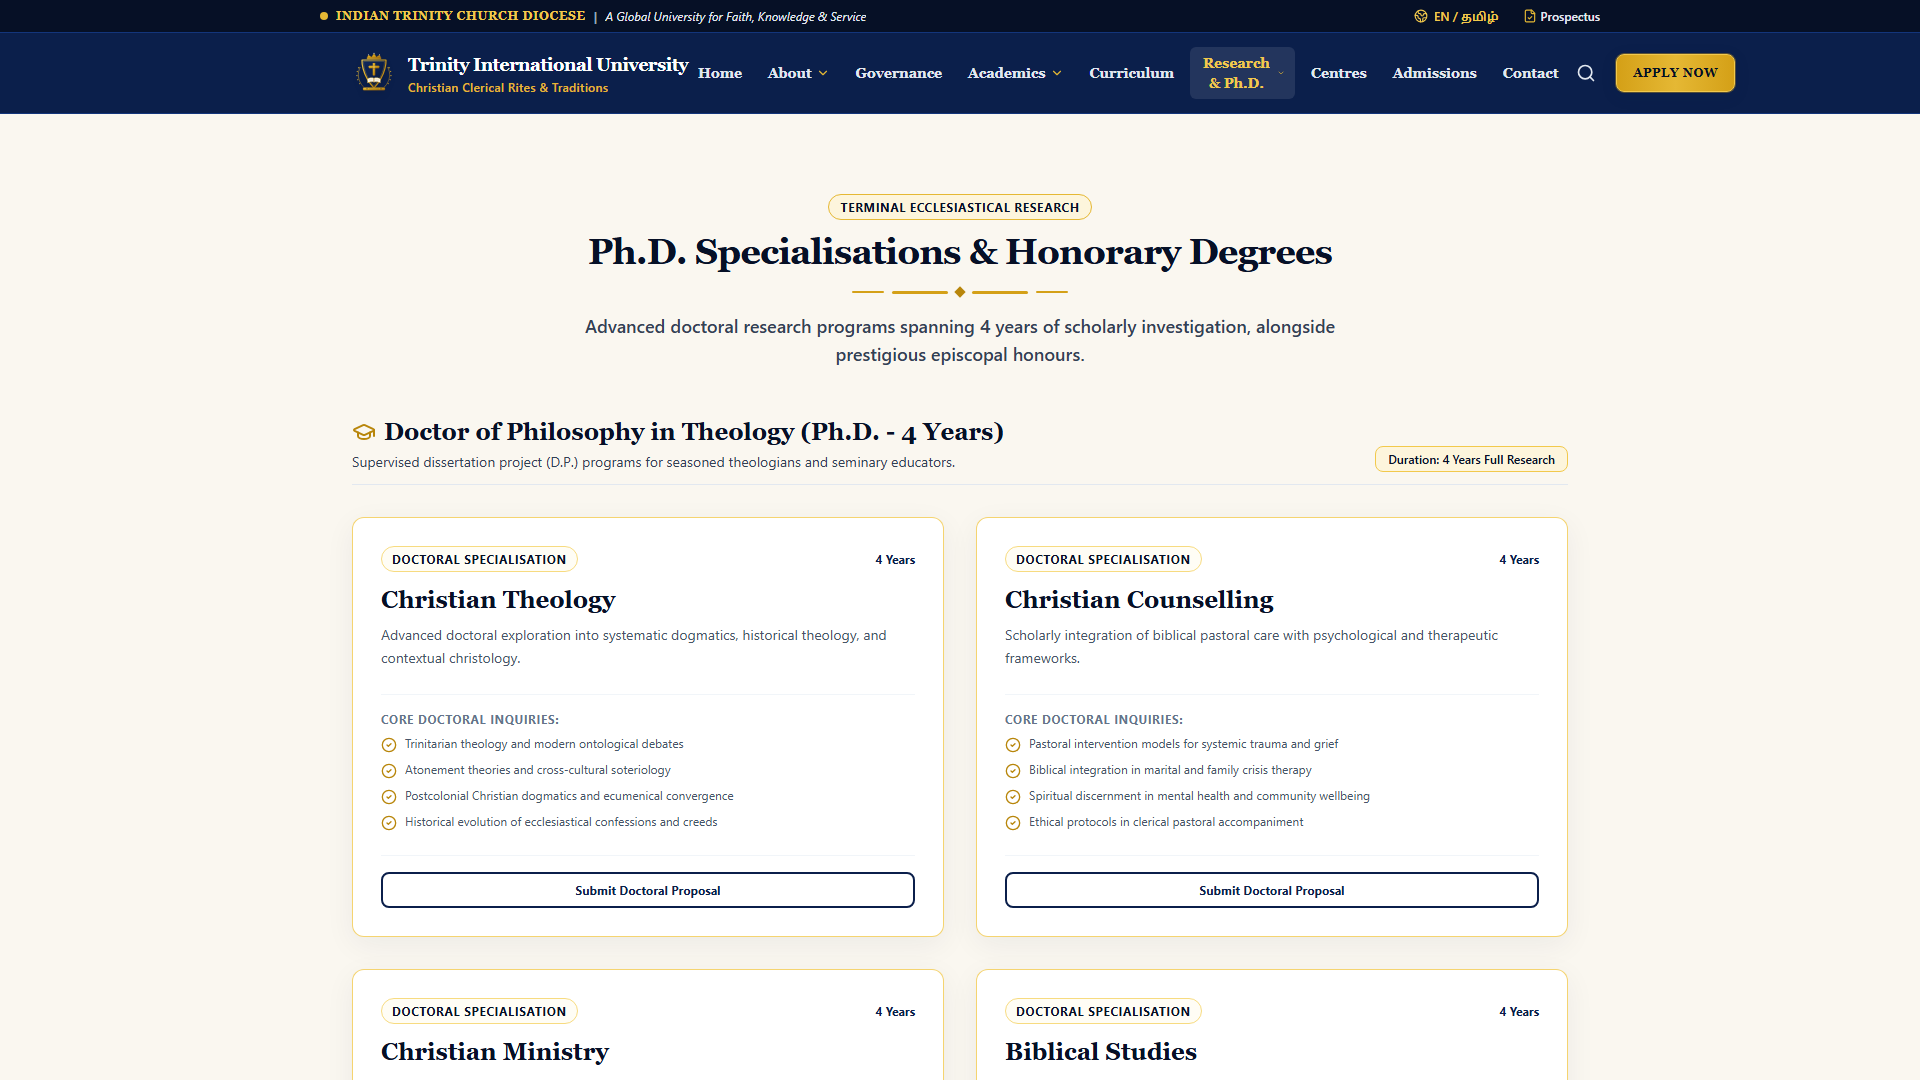 INDIAN TRINITY CHURCH DIOCESE | A Global University for Faith, Knowledge & Service
EN / தமிழ்
Prospectus
Trinity International University
Christian Clerical Rites & Traditions
Home
About
Governance
Academics
Curriculum
Research
& Ph.D.
Centres
Admissions
Contact
APPLY NOW
TERMINAL ECCLESIASTICAL RESEARCH
Ph.D. Specialisations & Honorary Degrees
Advanced doctoral research programs spanning 4 years of scholarly investigation, alongside
prestigious episcopal honours.
Doctor of Philosophy in Theology (Ph.D. - 4 Years)
Supervised dissertation project (D.P.) programs for seasoned theologians and seminary educators.
Duration: 4 Years Full Research
DOCTORAL SPECIALISATION
4 Years
Christian Theology
Advanced doctoral exploration into systematic dogmatics, historical theology, and
contextual christology.
CORE DOCTORAL INQUIRIES:
Trinitarian theology and modern ontological debates
Atonement theories and cross-cultural soteriology
Postcolonial Christian dogmatics and ecumenical convergence
Historical evolution of ecclesiastical confessions and creeds
Submit Doctoral Proposal
DOCTORAL SPECIALISATION
4 Years
Christian Counselling
Scholarly integration of biblical pastoral care with psychological and therapeutic
frameworks.
CORE DOCTORAL INQUIRIES:
Pastoral intervention models for systemic trauma and grief
Biblical integration in marital and family crisis therapy
Spiritual discernment in mental health and community wellbeing
Ethical protocols in clerical pastoral accompaniment
Submit Doctoral Proposal
DOCTORAL SPECIALISATION
4 Years
Christian Ministry
DOCTORAL SPECIALISATION
4 Years
Biblical Studies